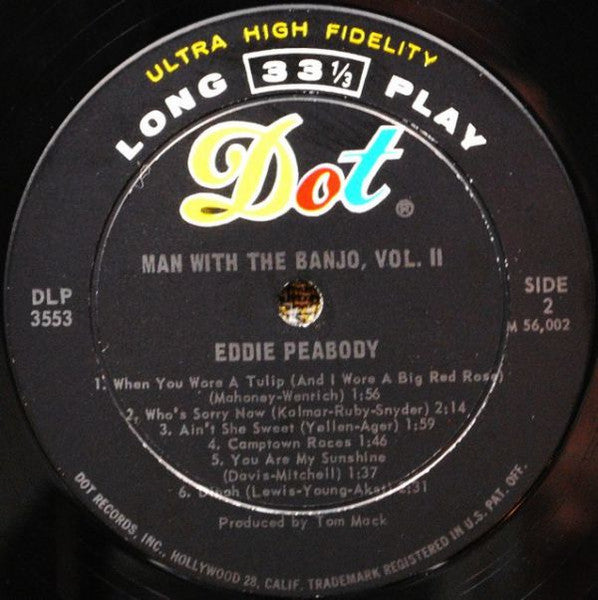 ULTRA HIGH FIDELITY
LONG 33 1/3 PLAY
Dot ®
MAN WITH THE BANJO, VOL. II
DLP
3553
SIDE
2
M 56,002
EDDIE PEABODY
1. When You Wore A Tulip (And I Wore A Big Red Rose)
(Mahoney-Wenrich) 1:56
2. Who's Sorry Now (Kalmar-Ruby-Snyder) 2:14
3. Ain't She Sweet (Yellen-Ager) 1:59
4. Camptown Races 1:46
5. You Are My Sunshine
(Davis-Mitchell) 1:37
6. Dinah (Lewis-Young-Akst) 2:31
Produced by Tom Mack
DOT RECORDS, INC., HOLLYWOOD 28, CALIF. TRADEMARK REGISTERED IN U.S. PAT. OFF.